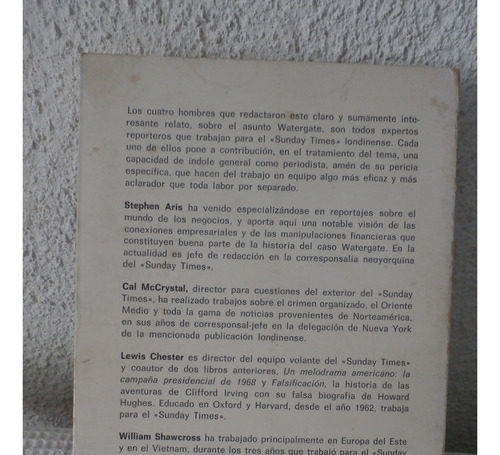 Los cuatro hombres que redactaron este claro y sumamente inte-
resante relato, sobre el asunto Watergate, son todos expertos
reporteros que trabajan para el «Sunday Times» londinense. Cada
uno de ellos pone a contribución, en el tratamiento del tema, una
capacidad de índole general como periodista, amén de su pericia
específica, que hacen del trabajo en equipo algo más eficaz y más
aclarador que toda labor por separado.
Stephen Aris ha venido especializándose en reportajes sobre el
mundo de los negocios, y aporta aquí una notable visión de las
conexiones empresariales y de las manipulaciones financieras que
constituyen buena parte de la historia del caso Watergate. En la
actualidad es jefe de redacción en la corresponsalía neoyorquina
del «Sunday Times».
Cal McCrystal, director para cuestiones del exterior del «Sunday
Times», ha realizado trabajos sobre el crimen organizado, el Oriente
Medio y toda la gama de noticias provenientes de Norteamérica,
en sus años de corresponsal-jefe en la delegación de Nueva York
de la mencionada publicación londinense.
Lewis Chester es director del equipo volante del «Sunday Times»
y coautor de dos libros anteriores, Un melodrama americano: la
campaña presidencial de 1968 y Falsificación, la historia de las
aventuras de Clifford Irving con su falsa biografía de Howard
Hughes. Educado en Oxford y Harvard, desde el año 1962, trabaja
para el «Sunday Times».
William Shawcross ha trabajado principalmente en Europa del Este
y en el Vietnam, durante los tres años que trabajó para el «Sunday